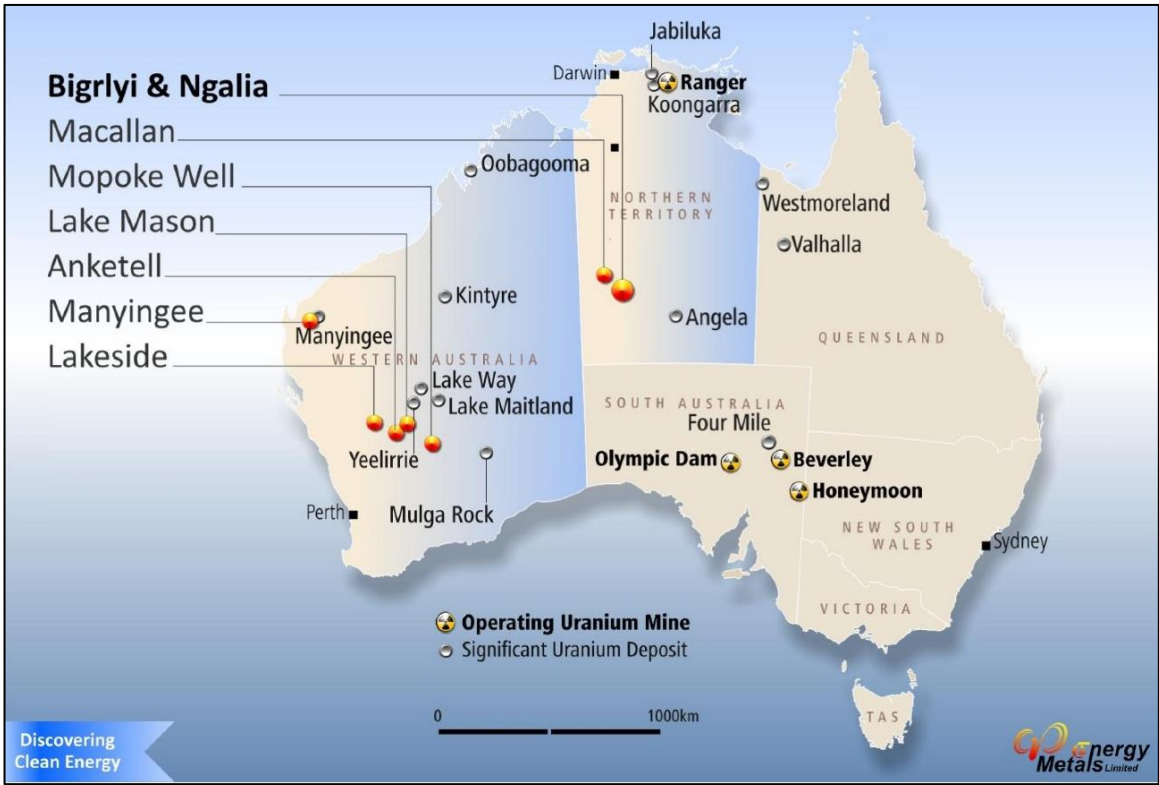 Bigrlyi & Ngalia
Macallan
Mopoke Well
Lake Mason
Anketell
Manyingee
Lakeside
Jabiluka
Darwin
Ranger
Koongarra
Oobagooma
NORTHERN
TERRITORY
Westmoreland
Valhalla
Kintyre
Angela
Manyingee
WESTERN AUSTRALIA
QUEENSLAND
Lake Way
Lake Maitland
Yeelirrie
SOUTH AUSTRALIA
Four Mile
Olympic Dam
Beverley
Honeymoon
Perth
Mulga Rock
NEW SOUTH
WALES
Sydney
VICTORIA
Operating Uranium Mine
Significant Uranium Deposit
0 1000km
TAS
Discovering
Clean Energy
Energy
Metals Limited